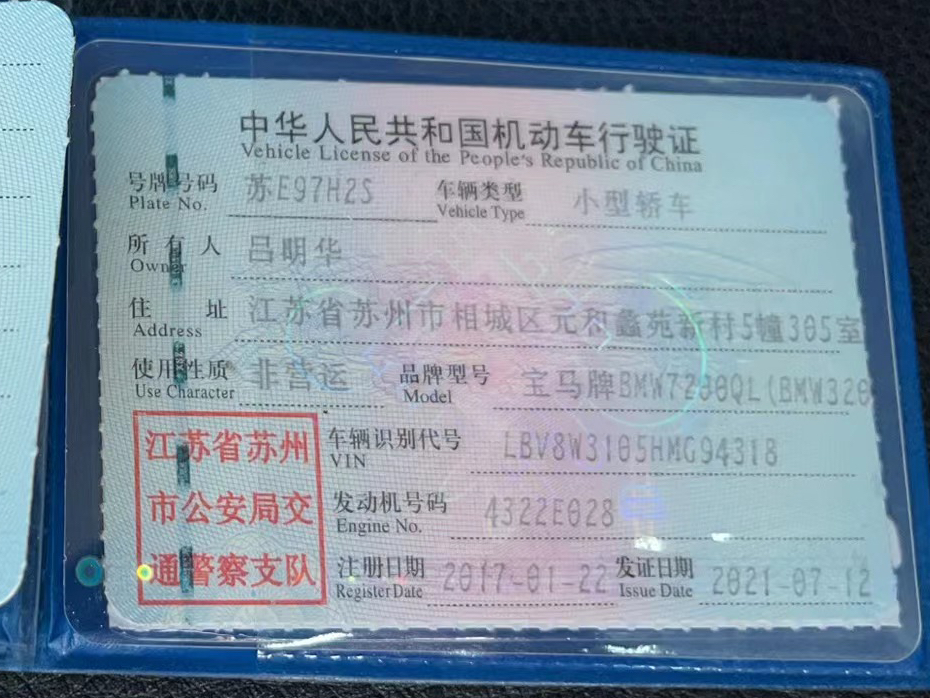 中华人民共和国机动车行驶证
Vehicle License of the People's Republic of China
号牌号码 苏E97H2S 车辆类型 小型轿车
Plate No. Vehicle Type
所有人 吕明华
Owner
住址 江苏省苏州市相城区元和蠡苑新村5幢305室
Address
使用性质 非营运 品牌型号 宝马牌BMW7200QL(BMW320
Use Character Model
江苏省苏州
市公安局交
通警察支队
车辆识别代号 LBV8W3105HMG94318
VIN
发动机号码 4322E028
Engine No.
注册日期 2017-01-22 发证日期 2021-07-12
Register Date Issue Date